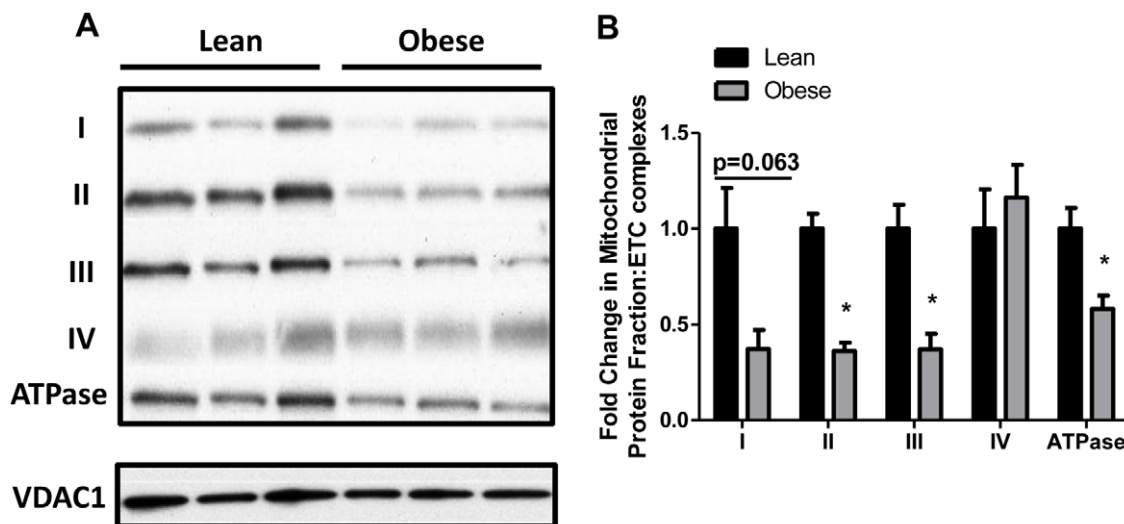 A
Lean Obese
I
II
III
IV
ATPase
VDAC1
B
Lean
Obese
Fold Change in Mitochondrial
Protein Fraction:ETC complexes
1.5
1.0
0.5
0.0
p=0.063
*
*
*
I II III IV ATPase